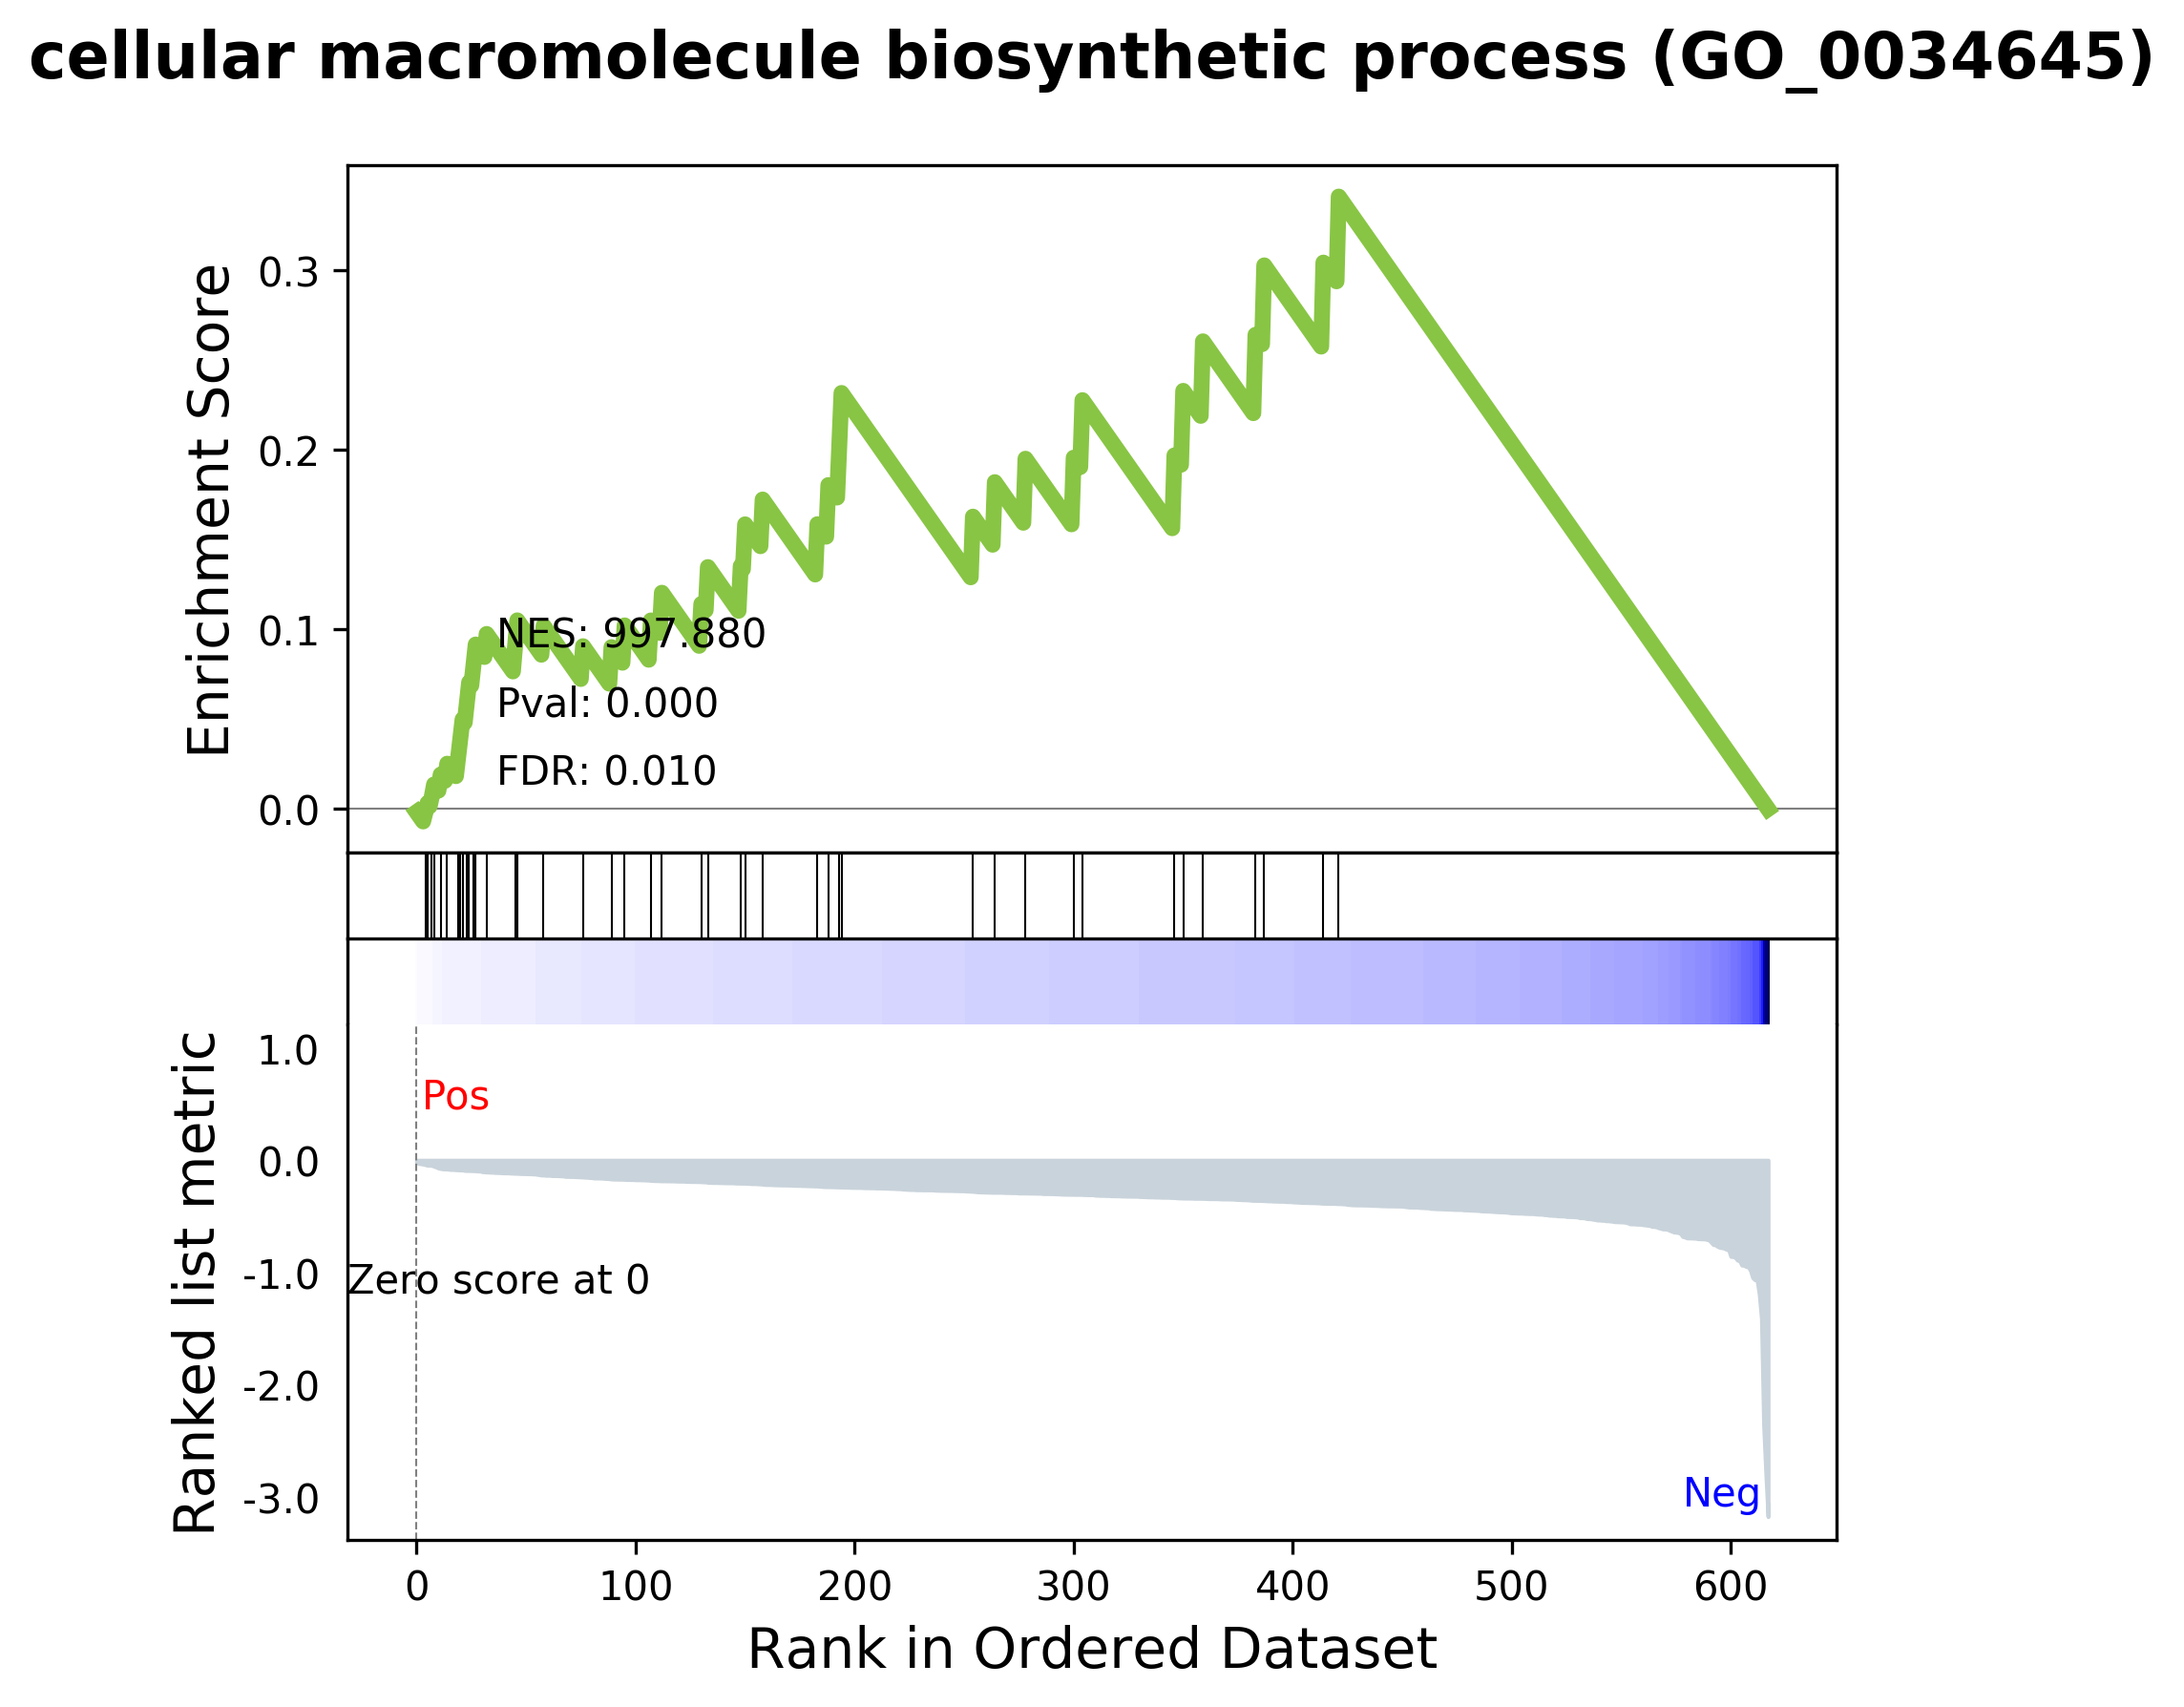 cellular macromolecule biosynthetic process (GO_0034645)
Enrichment Score
0.3
0.2
0.1
0.0
NES: 997.880
Pval: 0.000
FDR: 0.010
Ranked list metric
1.0
0.0
-1.0
-2.0
-3.0
Pos
Zero score at 0
Neg
0 100 200 300 400 500 600
Rank in Ordered Dataset